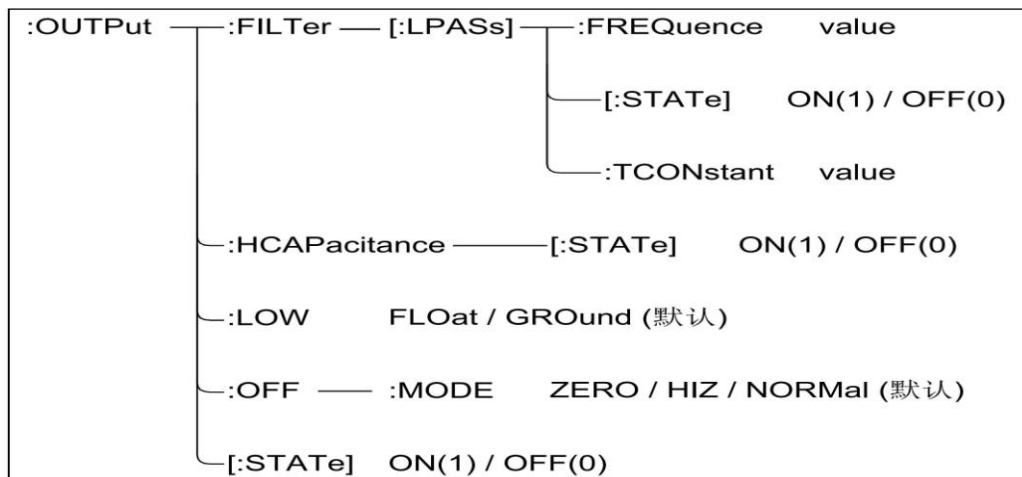 :OUTPut :FILTer [:LPASs] :FREQuence value
[:STATe] ON(1) / OFF(0)
:TCONstant value
:HCAPacitance [:STATe] ON(1) / OFF(0)
:LOW FLOat / GROund (默认)
:OFF :MODE ZERO / HIZ / NORMal (默认)
[:STATe] ON(1) / OFF(0)